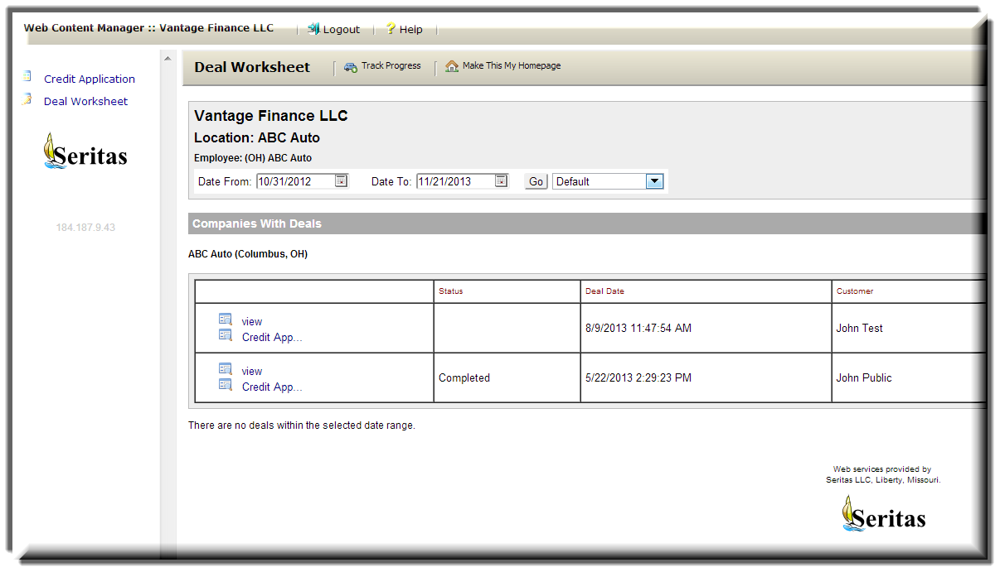 Web Content Manager :: Vantage Finance LLC Logout Help
Credit Application
Deal Worksheet
Seritas
184.187.9.43
Deal Worksheet Track Progress Make This My Homepage
Vantage Finance LLC
Location: ABC Auto
Employee: (OH) ABC Auto
Date From: 10/31/2012 Date To: 11/21/2013 Go Default
Companies With Deals
ABC Auto (Columbus, OH)
Status Deal Date Customer
view
Credit App...
8/9/2013 11:47:54 AM John Test
view
Credit App...
Completed 5/22/2013 2:29:23 PM John Public
There are no deals within the selected date range.
Web services provided by
Seritas LLC, Liberty, Missouri.
Seritas